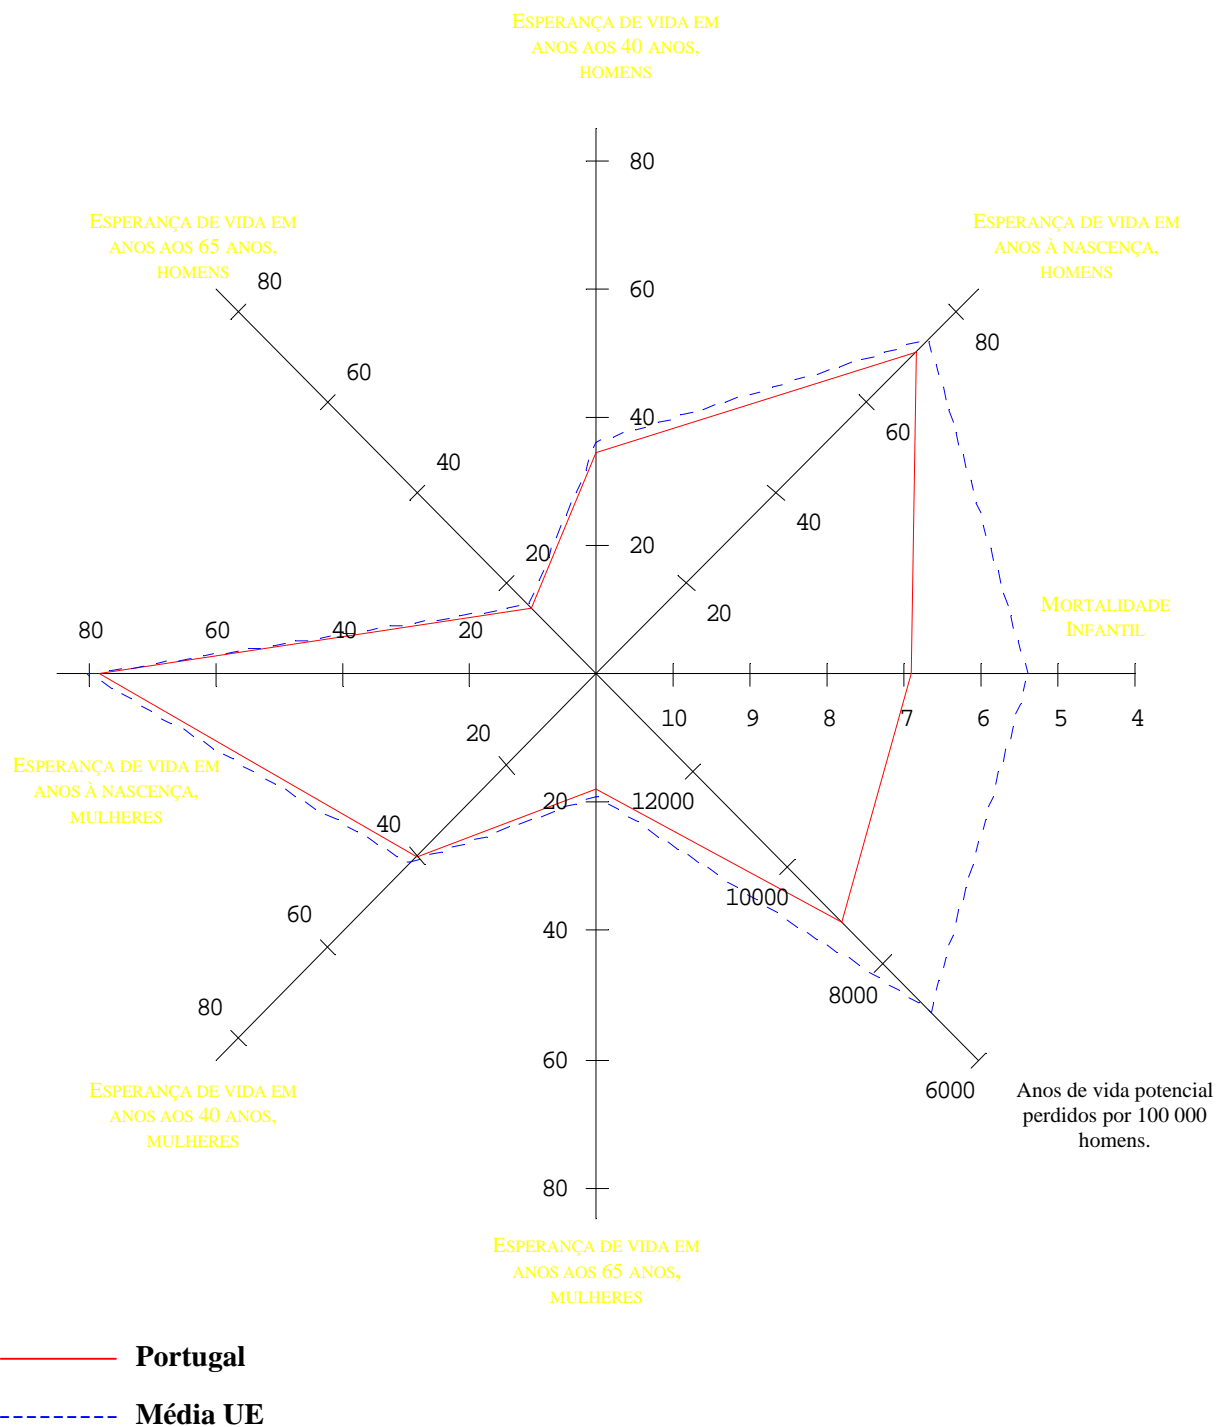 ESPERANÇA DE VIDA EM
ANOS AOS 40 ANOS,
HOMENS
80
ESPERANÇA DE VIDA EM
ANOS AOS 65 ANOS,
HOMENS
ESPERANÇA DE VIDA EM
ANOS À NASCENÇA,
HOMENS
80
60
80
60
40
60
40
40
20
20
20
MORTALIDADE
INFANTIL
80
60
40
20
20
10
9
8
7
6
5
4
ESPERANÇA DE VIDA EM
ANOS À NASCENÇA,
MULHERES
20
40
60
80
20
40
60
80
12000
10000
8000
6000
ESPERANÇA DE VIDA EM
ANOS AOS 40 ANOS,
MULHERES
Anos de vida potencial
perdidos por 100 000
homens.
ESPERANÇA DE VIDA EM
ANOS AOS 65 ANOS,
MULHERES
Portugal
Média UE